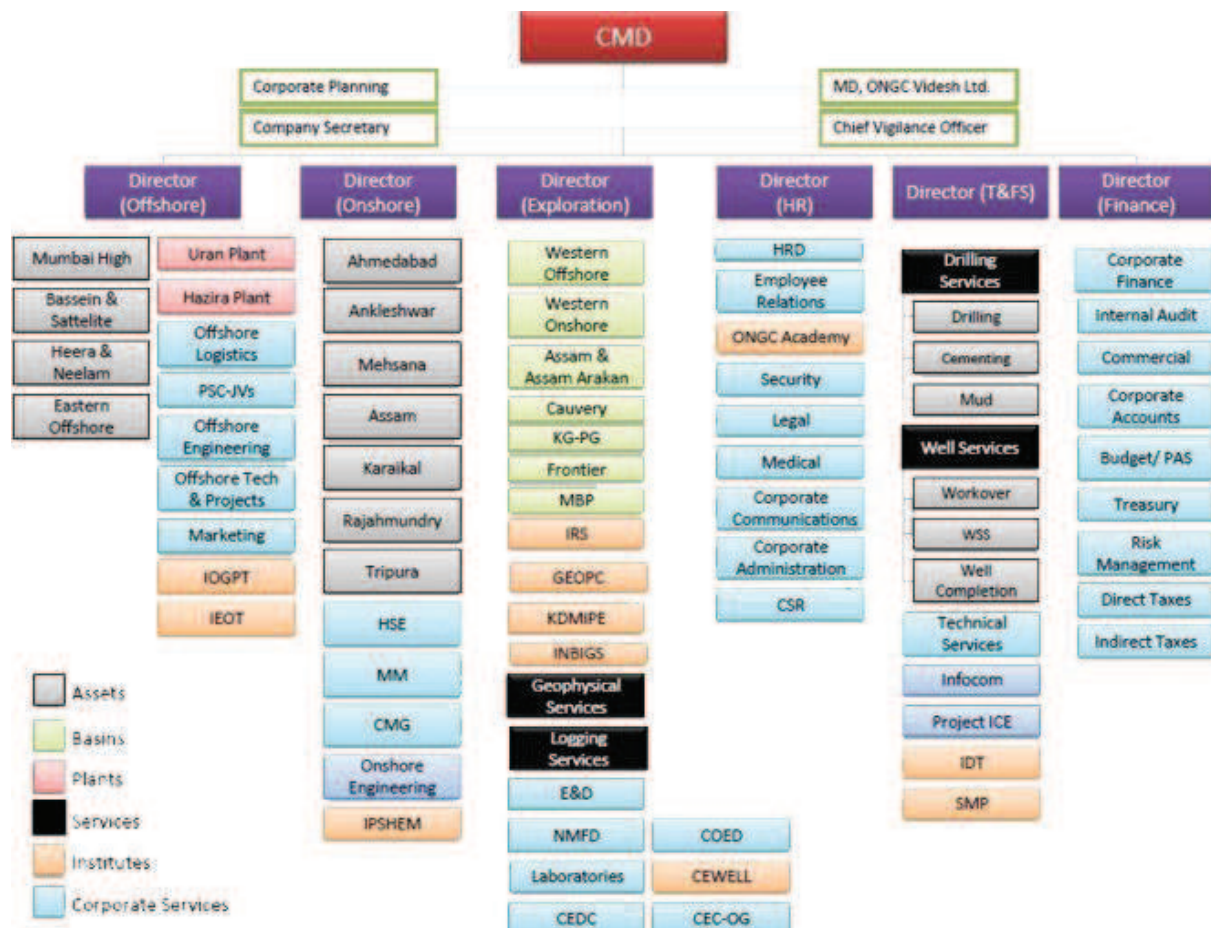 CMD
Corporate Planning
MD, ONGC Videsh Ltd.
Company Secretary
Chief Vigilance Officer
Director
(Offshore)
Director
(Onshore)
Director
(Exploration)
Director
(HR)
Director (T&FS)
Director
(Finance)
Mumbai High
Bassein &
Sattelite
Heera &
Neelam
Eastern
Offshore
Uran Plant
Hazira Plant
Offshore
Logistics
PSC-JVs
Offshore
Engineering
Offshore Tech
& Projects
Marketing
IOGPT
IEOT
Ahmedabad
Ankleshwar
Mehsana
Assam
Karaikal
Rajahmundry
Tripura
HSE
MM
CMG
Onshore
Engineering
IPSHEM
Western
Offshore
Western
Onshore
Assam &
Assam Arakan
Cauvery
KG-PG
Frontier
MBP
IRS
GEOPC
KDMIPE
INBIGS
Geophysical
Services
Logging
Services
E&D
NMFD
Laboratories
CEDC
COED
CEWELL
CEC-OG
HRD
Employee
Relations
ONGC Academy
Security
Legal
Medical
Corporate
Communications
Corporate
Administration
CSR
Drilling
Services
Drilling
Cementing
Mud
Well Services
Workover
WSS
Well
Completion
Technical
Services
Infocom
Project ICE
IDT
SMP
Corporate
Finance
Internal Audit
Commercial
Corporate
Accounts
Budget/ PAS
Treasury
Risk
Management
Direct Taxes
Indirect Taxes
Assets
Basins
Plants
Services
Institutes
Corporate Services